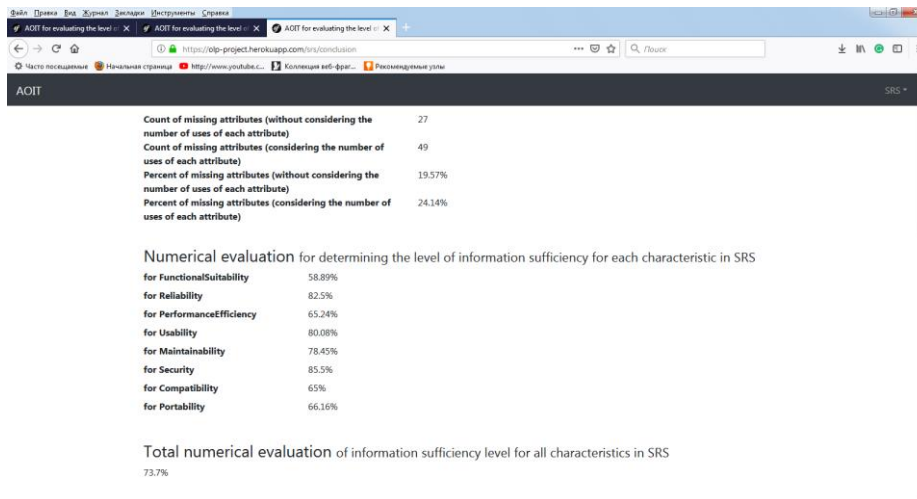 Файл Правка Вид Журнал Закладки Инструменты Справка
AOIT for evaluating the level of AOIT for evaluating the level of AOIT for evaluating the level of
https://olp-project.herokuapp.com/srs/conclusion Поиск
Часто посещаемые Начальная страница http://www.youtube.c... Коллекция веб-фраг... Рекомендуемые узлы
AOIT SRS
Count of missing attributes (without considering the 27
number of uses of each attribute)
Count of missing attributes (considering the number of 49
uses of each attribute)
Percent of missing attributes (without considering the 19.57%
number of uses of each attribute)
Percent of missing attributes (considering the number of 24.14%
uses of each attribute)
Numerical evaluation for determining the level of information sufficiency for each characteristic in SRS
for FunctionalSuitability 58.89%
for Reliability 82.5%
for PerformanceEfficiency 65.24%
for Usability 80.08%
for Maintainability 78.45%
for Security 85.5%
for Compatibility 65%
for Portability 66.16%
Total numerical evaluation of information sufficiency level for all characteristics in SRS
73.7%